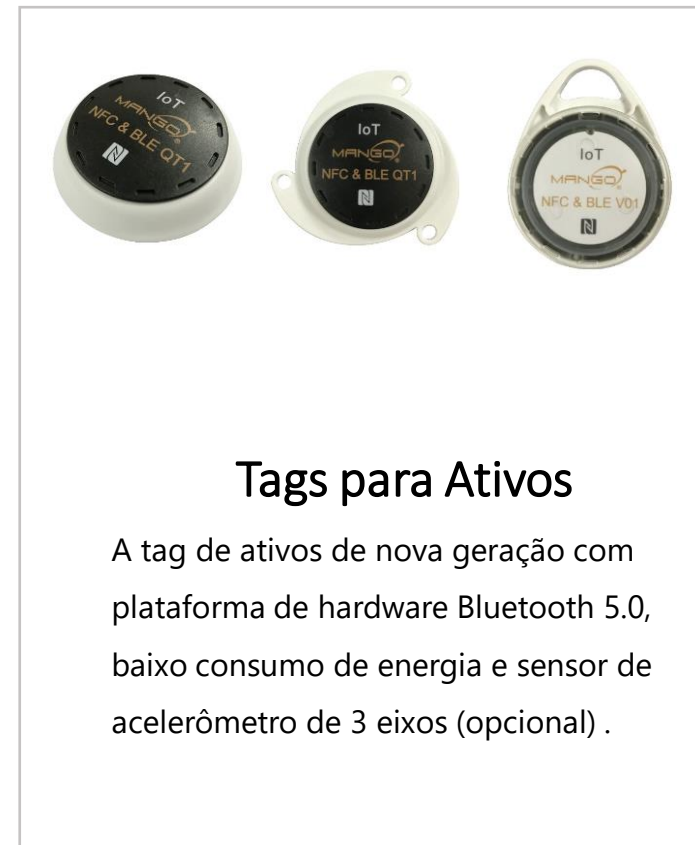 IoT
MANGO
NFC & BLE QT1
IoT
MANGO
NFC & BLE QT1
IoT
MANGO
NFC & BLE V01
Tags para Ativos
A tag de ativos de nova geração com
plataforma de hardware Bluetooth 5.0,
baixo consumo de energia e sensor de
acelerômetro de 3 eixos (opcional) .